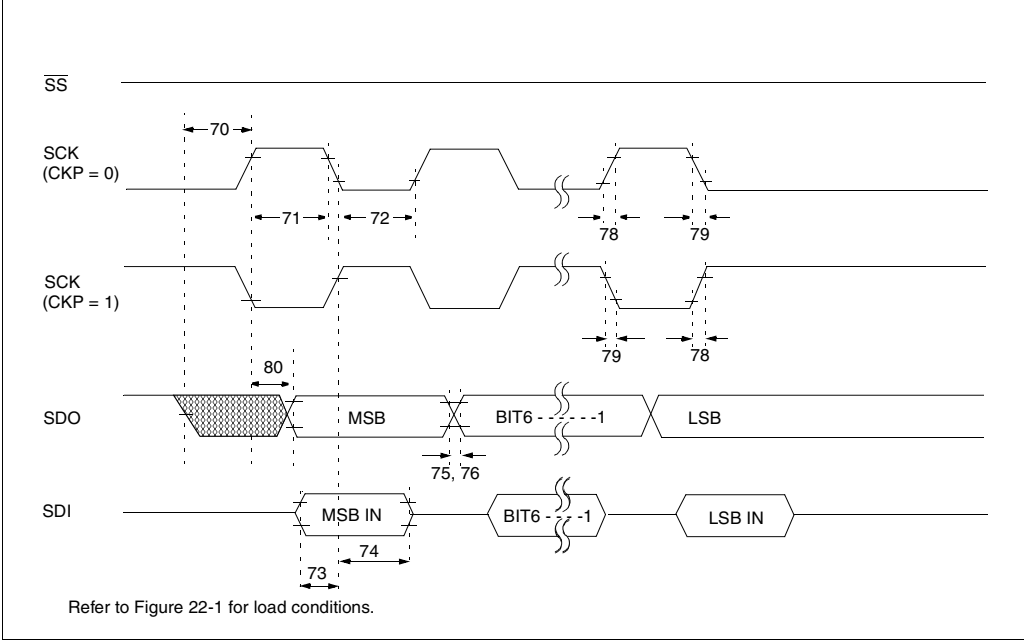 SS
70
SCK
(CKP = 0)
71
72
78
79
SCK
(CKP = 1)
79
78
80
SDO
MSB
BIT6 - - - - - -1
LSB
75, 76
SDI
MSB IN
BIT6 - - - -1
LSB IN
74
73
Refer to Figure 22-1 for load conditions.